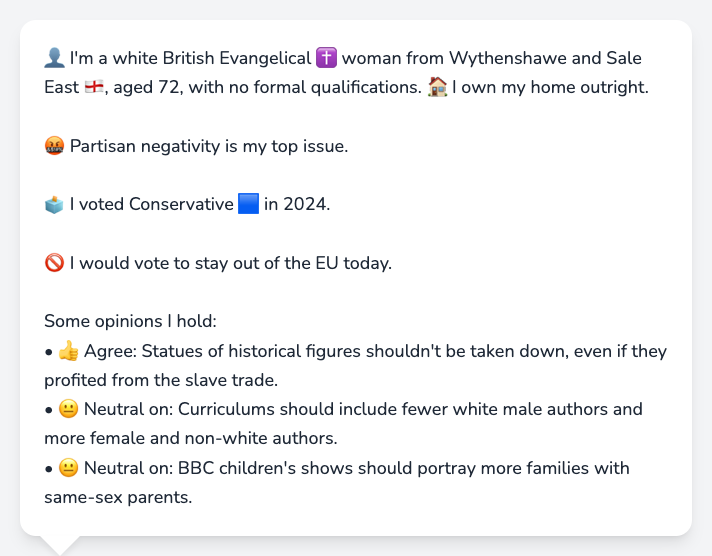 👤 I'm a white British Evangelical ✝️ woman from Wythenshawe and Sale
East 🏴󠁧󠁢󠁥󠁮󠁧󠁿, aged 72, with no formal qualifications. 🏠 I own my home outright.
🤬 Partisan negativity is my top issue.
🗳️ I voted Conservative 🟦 in 2024.
🚫 I would vote to stay out of the EU today.
Some opinions I hold:
• 👍 Agree: Statues of historical figures shouldn't be taken down, even if they
profited from the slave trade.
• 😐 Neutral on: Curriculums should include fewer white male authors and
more female and non-white authors.
• 😐 Neutral on: BBC children's shows should portray more families with
same-sex parents.